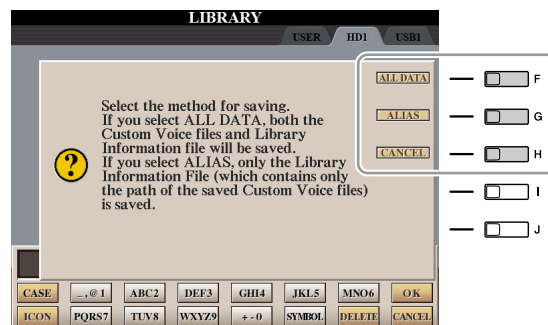 LIBRARY
USER HD1 USB1
ALL DATA F
Select the method for saving.
If you select ALL DATA, both the
Custom Voice files and Library
Information file will be saved.
If you select ALIAS, only the Library
Information File (which contains only
the path of the saved Custom Voice files)
is saved.
?
ALIAS G
CANCEL H
I
J
CASE _,@1 ABC2 DEF3 GHI4 JKL5 MNO6 OK
ICON PQRS7 TUV8 WXYZ9 +-0 SYMBOL DELETE CANCEL